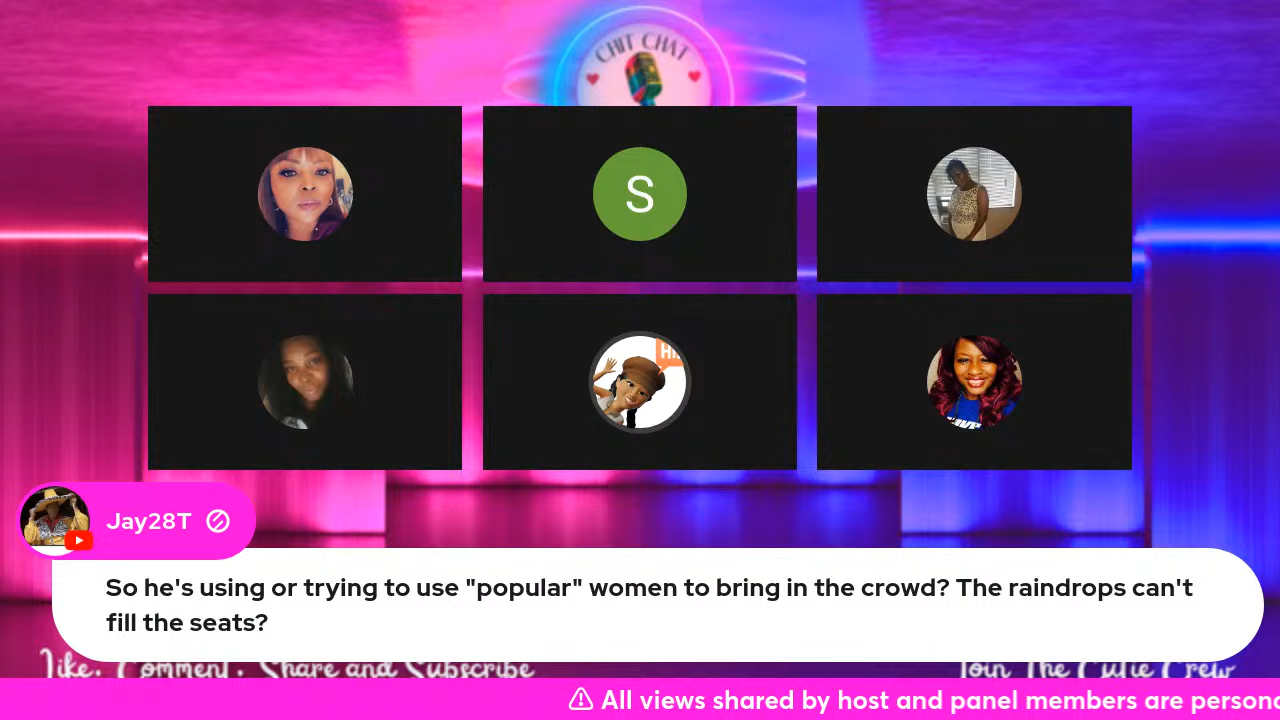 CHIT CHAT
S
HI!
Jay28T
So he's using or trying to use "popular" women to bring in the crowd? The raindrops can't
fill the seats?
Like, Comment, Share and Subscribe
Join The Cutie Crew
All views shared by host and panel members are persona